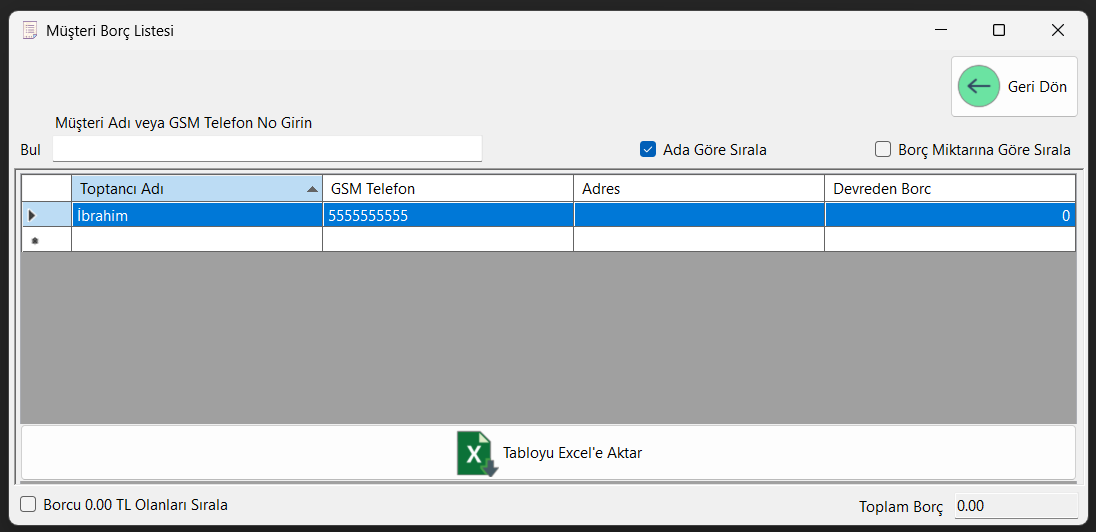 Müşteri Borç Listesi
Geri Dön
Müşteri Adı veya GSM Telefon No Girin
Bul
Ada Göre Sırala
Borç Miktarına Göre Sırala
Toptancı Adı GSM Telefon Adres Devreden Borc
İbrahim 5555555555 0
Tabloyu Excel'e Aktar
Borcu 0.00 TL Olanları Sırala
Toplam Borç 0.00